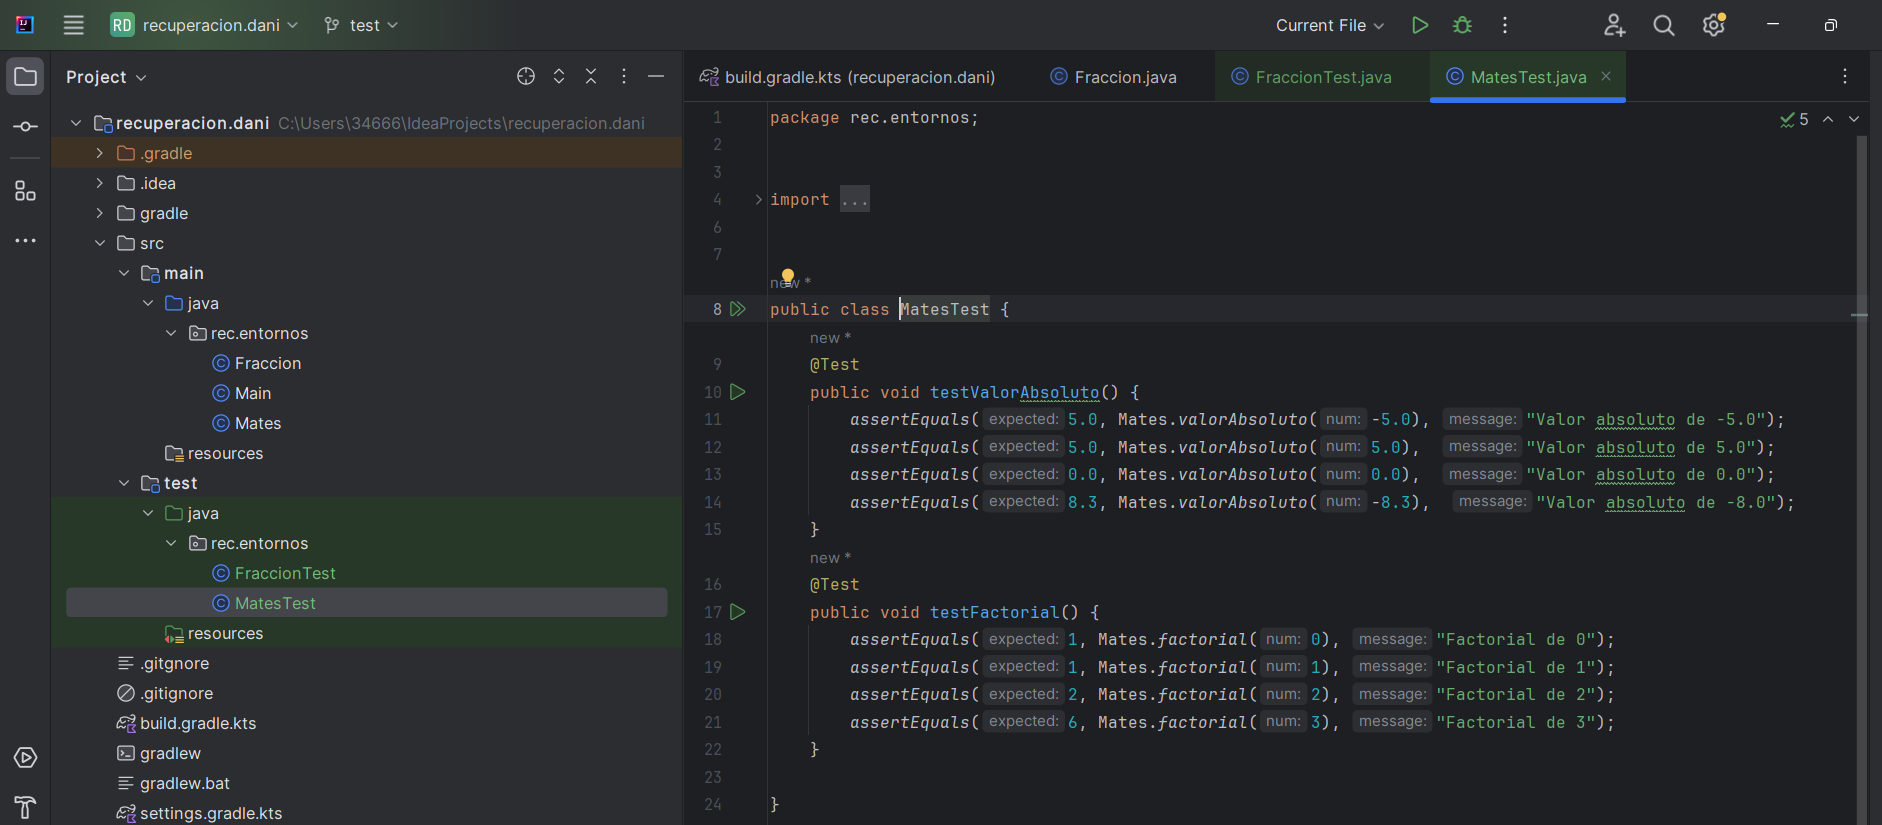 RD recuperacion.dani test Current File
Project
recuperacion.dani C:\Users\34666\IdeaProjects\recuperacion.dani
.gradle
.idea
gradle
src
main
java
rec.entornos
Fraccion
Main
Mates
resources
test
java
rec.entornos
FraccionTest
MatesTest
resources
.gitgnore
.gitignore
build.gradle.kts
gradlew
gradlew.bat
settings.gradle.kts
build.gradle.kts (recuperacion.dani) Fraccion.java FraccionTest.java MatesTest.java
5
1 package rec.entornos;
2
3
4 import ...
6
7
new *
8 public class MatesTest {
new *
9 @Test
10 public void testValorAbsoluto() {
11 assertEquals( expected: 5.0, Mates.valorAbsoluto( num: -5.0), message: "Valor absoluto de -5.0");
12 assertEquals( expected: 5.0, Mates.valorAbsoluto( num: 5.0), message: "Valor absoluto de 5.0");
13 assertEquals( expected: 0.0, Mates.valorAbsoluto( num: 0.0), message: "Valor absoluto de 0.0");
14 assertEquals( expected: 8.3, Mates.valorAbsoluto( num: -8.3), message: "Valor absoluto de -8.0");
15 }
new *
16 @Test
17 public void testFactorial() {
18 assertEquals( expected: 1, Mates.factorial( num: 0), message: "Factorial de 0");
19 assertEquals( expected: 1, Mates.factorial( num: 1), message: "Factorial de 1");
20 assertEquals( expected: 2, Mates.factorial( num: 2), message: "Factorial de 2");
21 assertEquals( expected: 6, Mates.factorial( num: 3), message: "Factorial de 3");
22 }
23
24 }